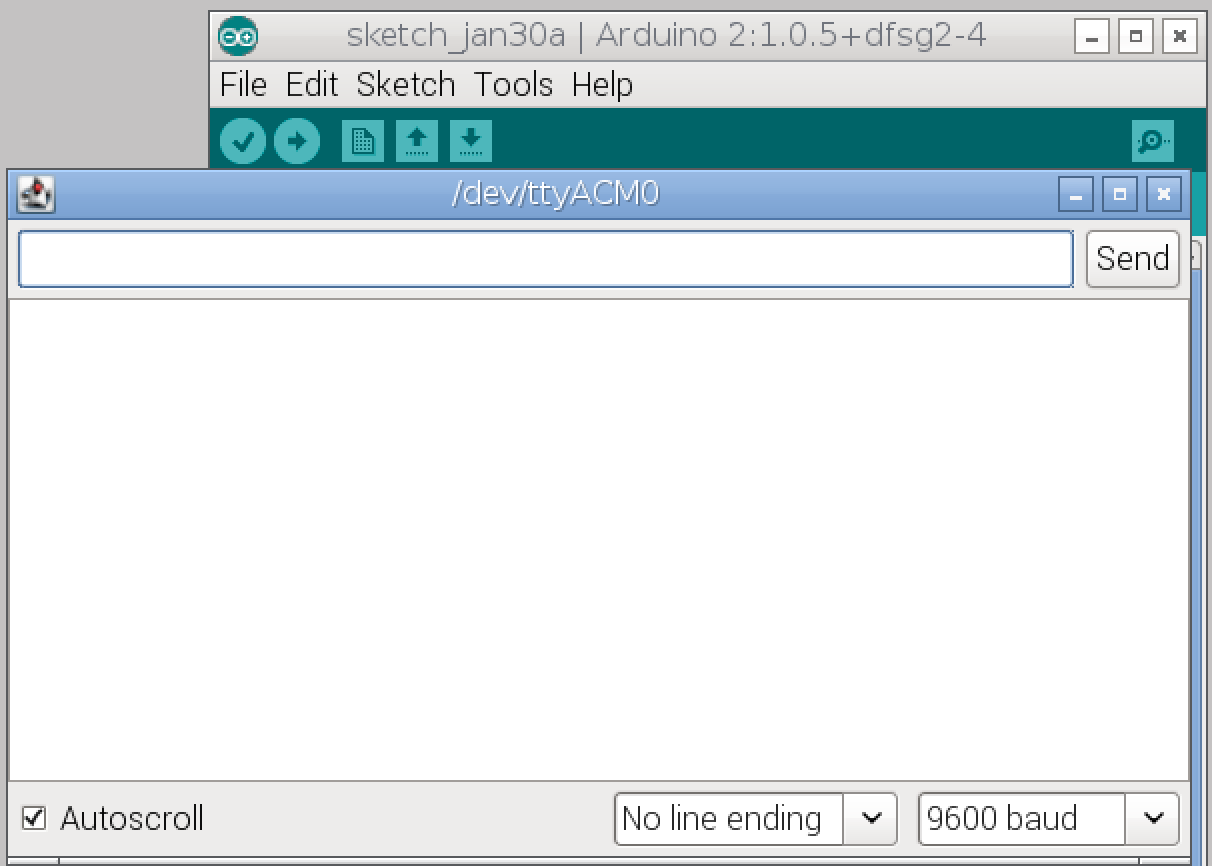 sketch_jan30a | Arduino 2:1.0.5+dfsg2-4
File Edit Sketch Tools Help
/dev/ttyACM0
Send
Autoscroll
No line ending
9600 baud